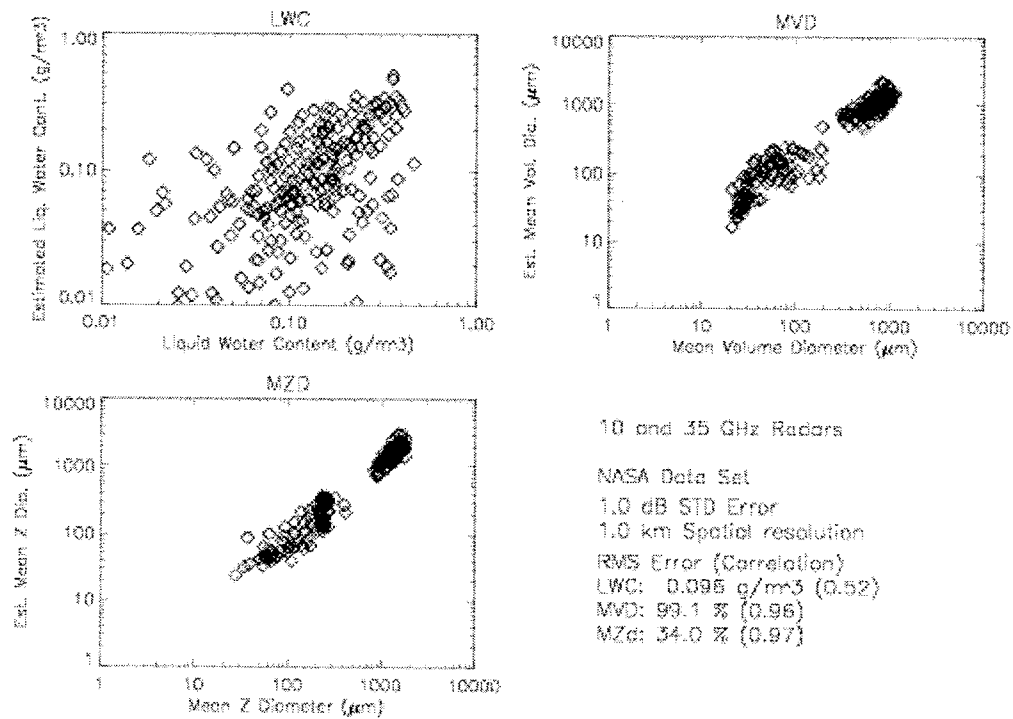 LWC
Estimated Liq. Water Cont. (g/m3)
1.00
0.10
0.01
0.01 0.10 1.00
Liquid Water Content (g/m3)
MVD
Est. Mean Vol. Dia. (μm)
10000
1000
100
10
1
1 10 100 1000 10000
Mean Volume Diameter (μm)
MZD
Est. Mean Z Dia. (μm)
10000
1000
100
10
1
1 10 100 1000 10000
Mean Z Diameter (μm)
10 and 35 GHz Radars
NASA Data Set
1.0 dB STD Error
1.0 km Spatial resolution
RMS Error (Correlation)
LWC: 0.096 g/m3 (0.52)
MVD: 99.1 % (0.96)
MZd: 34.0 % (0.97)